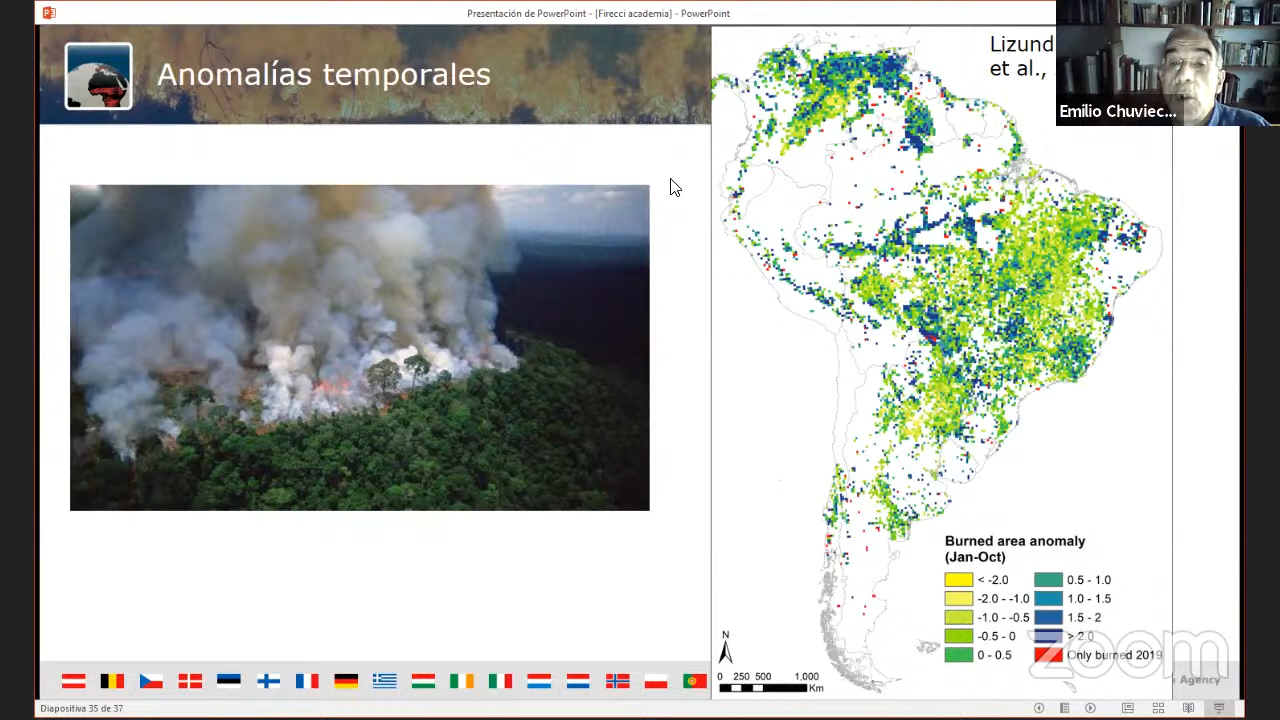 Presentación de PowerPoint - [Firecci academia] - PowerPoint
Anomalías temporales
Lizund
et al.,
Emilio Chuviec...
Burned area anomaly
(Jan-Oct)
< -2.0
-2.0 - -1.0
-1.0 - -0.5
-0.5 - 0
0 - 0.5
0.5 - 1.0
1.0 - 1.5
1.5 - 2
> 2.0
Only burned 2019
N
0 250 500 1,000
Km
zoom
Agency
Diapositiva 35 de 37